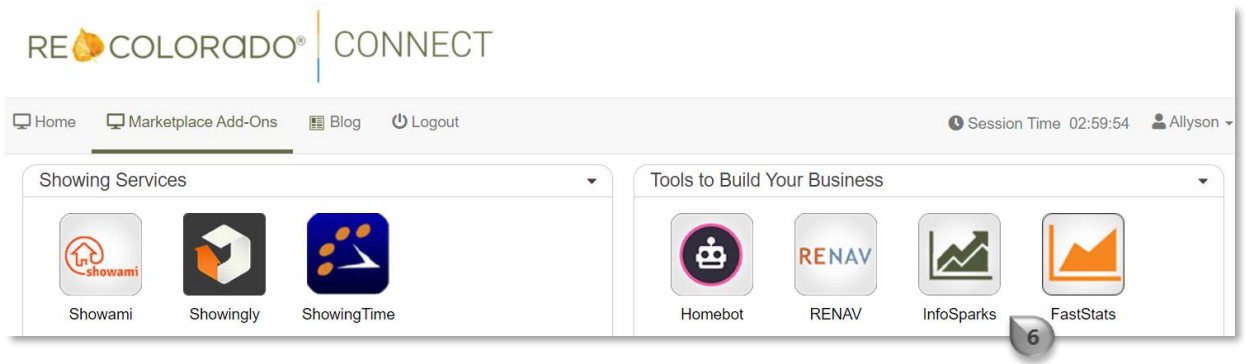 RE COLORADO® CONNECT
Home Marketplace Add-Ons Blog Logout Session Time 02:59:54 Allyson
Showing Services
showami
Showami Showingly ShowingTime
Tools to Build Your Business
RENAV
Homebot RENAV InfoSparks FastStats
6